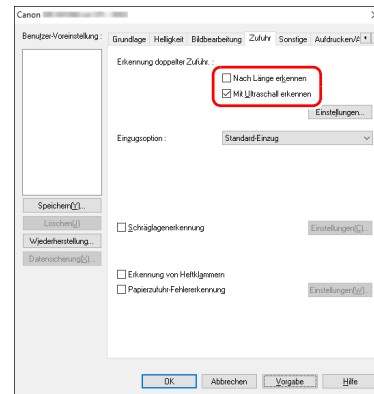 Canon
Benutzer-Voreinstellung :
Grundlage Helligkeit Bildbearbeitung Zufuhr Sonstige Aufdrucken/A
Erkennung doppelter Zufuhr. :
Nach Länge erkennen
Mit Ultraschall erkennen
Einstellungen...
Einzugsoption : Standard-Einzug
Speichern(Y)...
Löschen(J)
Wiederherstellung...
Datensicherung(X)...
Schräglagenerkennung Einstellungen(C)...
Erkennung von Heftklammern
Papierzufuhr-Fehlererkennung Einstellungen(W)...
OK Abbrechen Vorgabe Hilfe